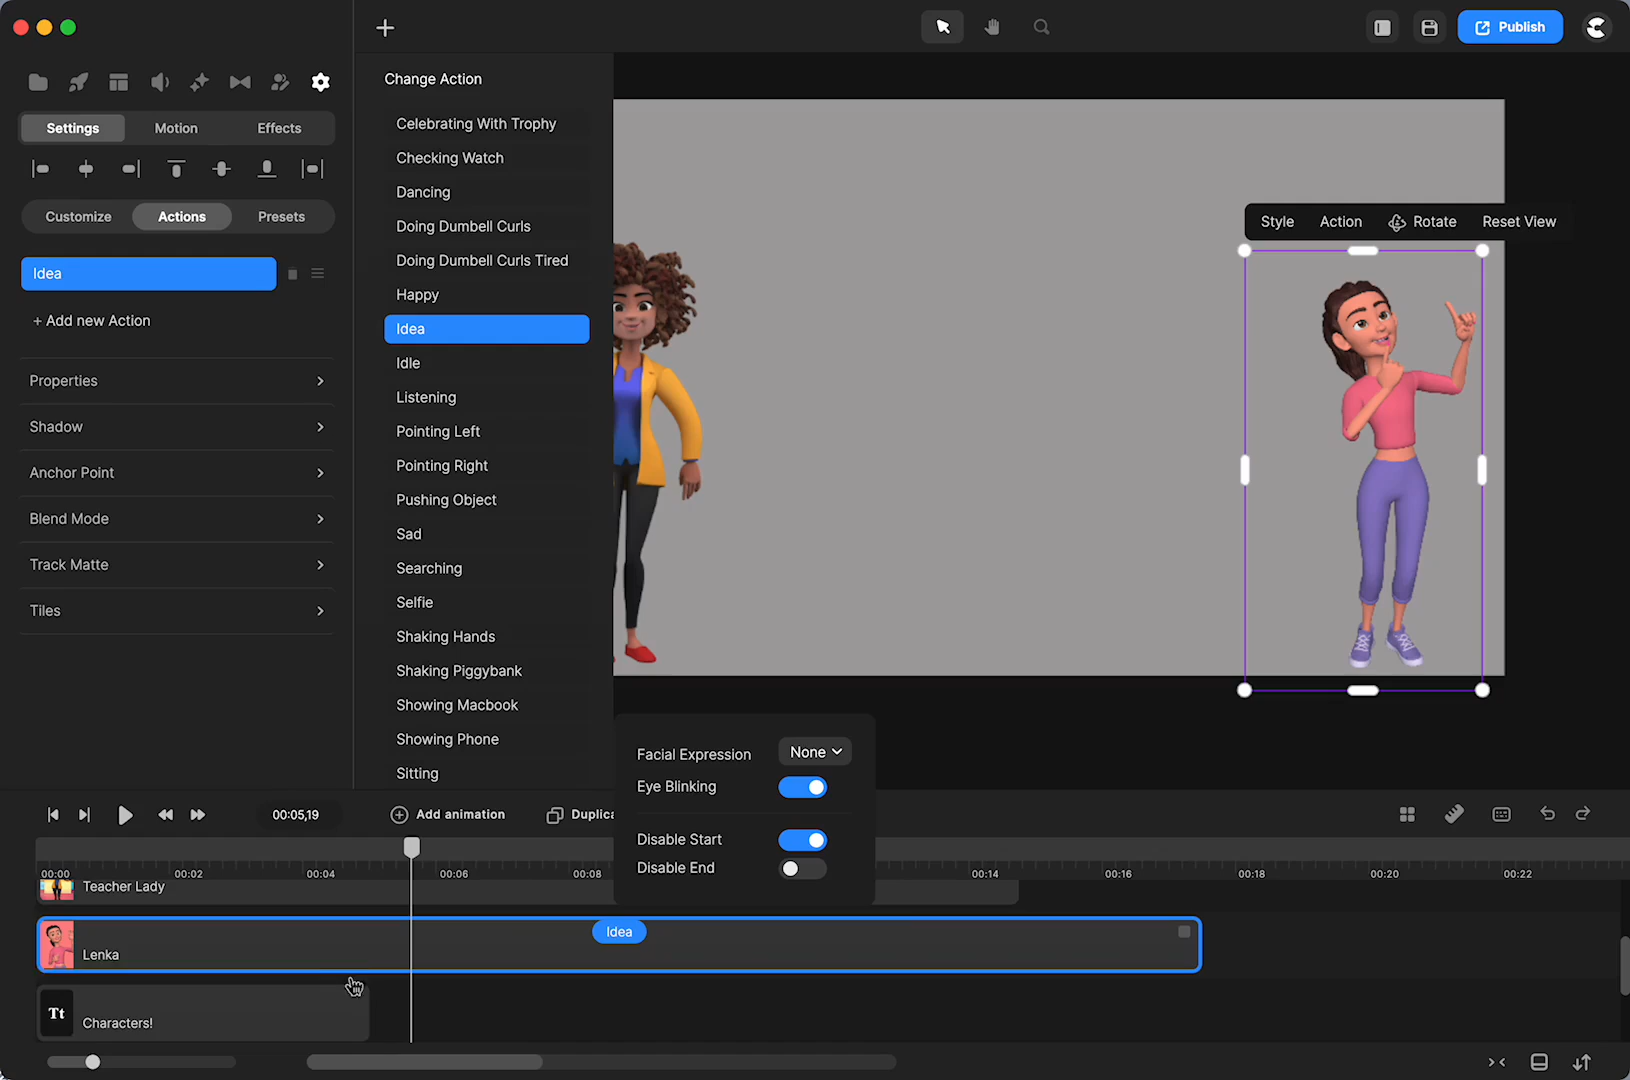 Publish
Change Action
Settings
Motion
Effects
Customize
Actions
Presets
Idea
+ Add new Action
Properties
Shadow
Anchor Point
Blend Mode
Track Matte
Tiles
Celebrating With Trophy
Checking Watch
Dancing
Doing Dumbell Curls
Doing Dumbell Curls Tired
Happy
Idea
Idle
Listening
Pointing Left
Pointing Right
Pushing Object
Sad
Searching
Selfie
Shaking Hands
Shaking Piggybank
Showing Macbook
Showing Phone
Sitting
Style
Action
Rotate
Reset View
Facial Expression
None
Eye Blinking
Disable Start
Disable End
00:05,19
Add animation
Duplica
00:00
00:02
00:04
00:06
00:08
00:14
00:16
00:18
00:20
00:22
Teacher Lady
Idea
Lenka
Tt
Characters!